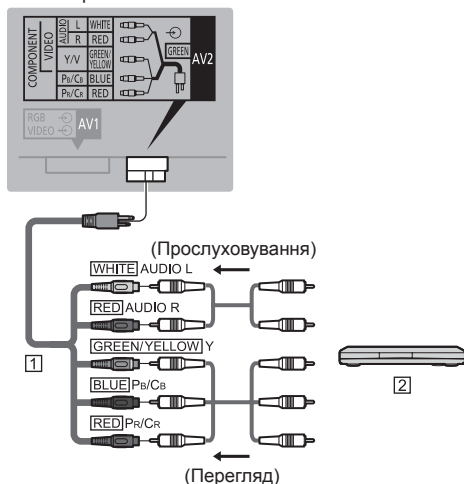 COMPONENT
VIDEO
AUDIO
L WHITE
R RED
Y/V GREEN/YELLOW
PB/CB BLUE
PR/CR RED
GREEN
AV2
RGB
VIDEO
AV1
(Прослуховування)
WHITE AUDIO L
RED AUDIO R
GREEN/YELLOW Y
1
BLUE PB/CB
2
RED PR/CR
(Перегляд)